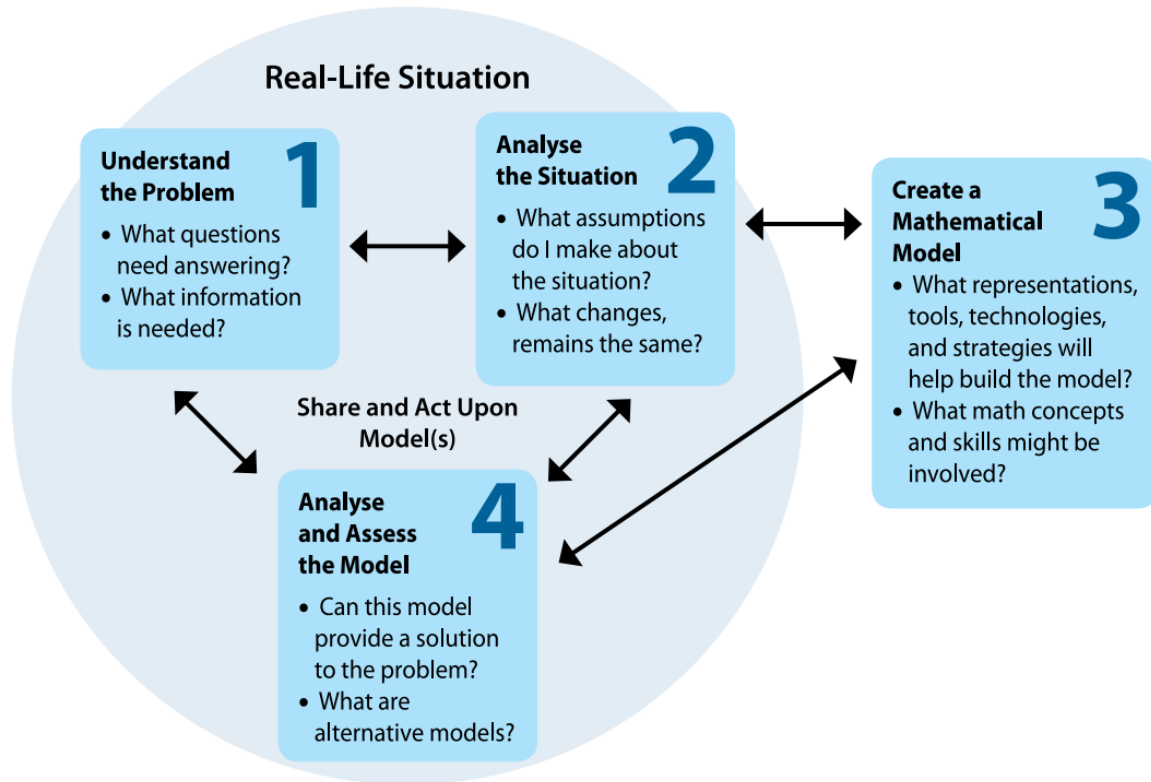 Real-Life Situation
1
Understand
the Problem
• What questions
need answering?
• What information
is needed?
2
Analyse
the Situation
• What assumptions
do I make about
the situation?
• What changes,
remains the same?
3
Create a
Mathematical
Model
• What representations,
tools, technologies,
and strategies will
help build the model?
• What math concepts
and skills might be
involved?
Share and Act Upon
Model(s)
4
Analyse
and Assess
the Model
• Can this model
provide a solution
to the problem?
• What are
alternative models?